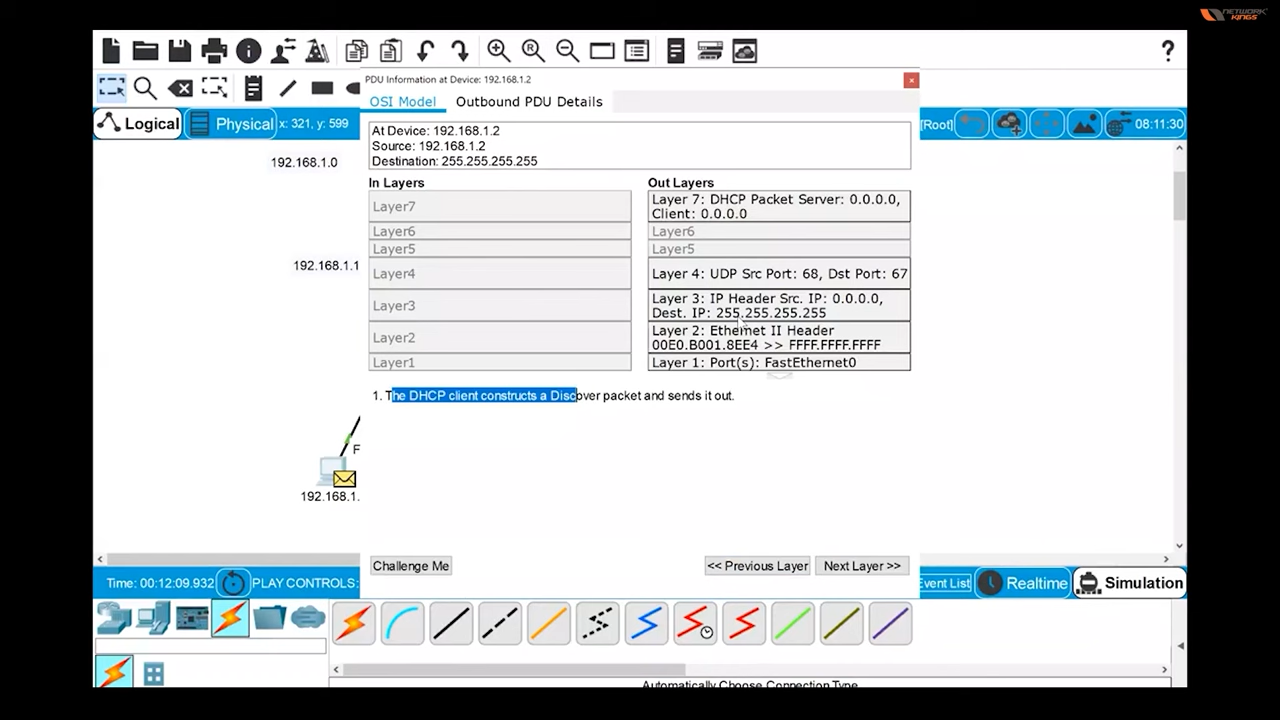 NETWORK
KINGS
?
PDU Information at Device: 192.168.1.2
x
OSI Model
Outbound PDU Details
Logical
Physical
x: 321, y: 599
[Root]
08:11:30
At Device: 192.168.1.2
Source: 192.168.1.2
Destination: 255.255.255.255
192.168.1.0
In Layers
Out Layers
Layer7
Layer 7: DHCP Packet Server: 0.0.0.0,
Client: 0.0.0.0
Layer6
Layer6
Layer5
Layer5
192.168.1.1
Layer4
Layer 4: UDP Src Port: 68, Dst Port: 67
Layer3
Layer 3: IP Header Src. IP: 0.0.0.0,
Dest. IP: 255.255.255.255
Layer2
Layer 2: Ethernet II Header
00E0.B001.8EE4 >> FFFF.FFFF.FFFF
Layer1
Layer 1: Port(s): FastEthernet0
1. The DHCP client constructs a Discover packet and sends it out.
F
192.168.1.
Challenge Me
<< Previous Layer
Next Layer >>
Time: 00:12:09.932
PLAY CONTROLS:
Event List
Realtime
Simulation
Automatically Choose Connection Type